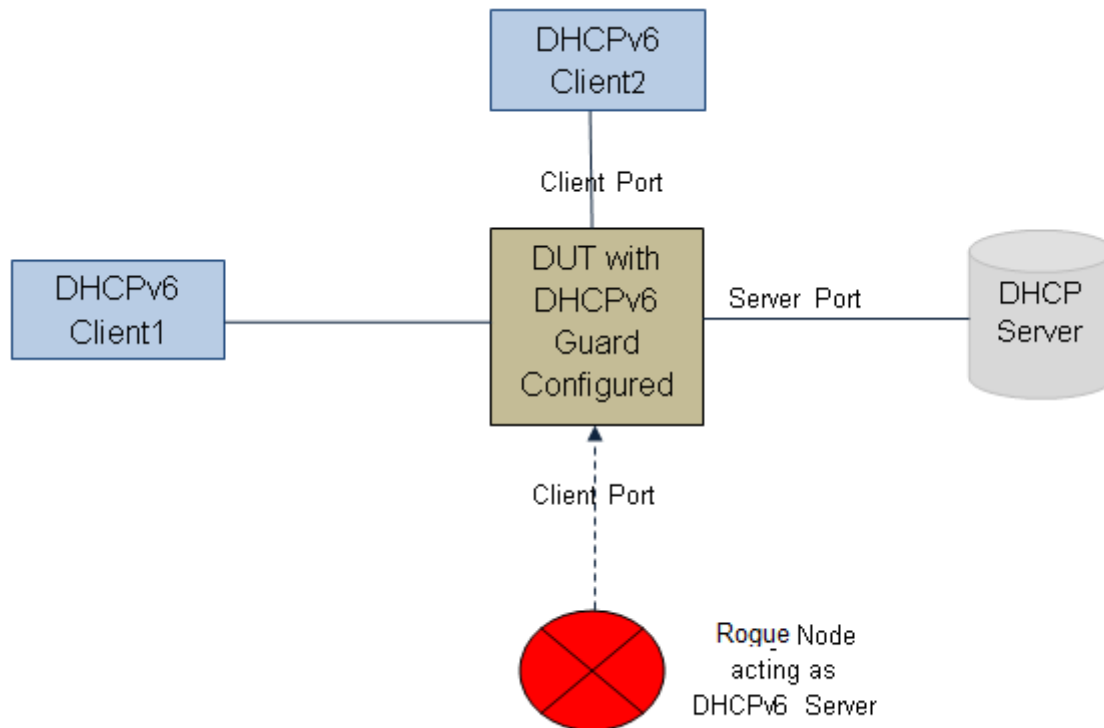 DHCPv6
Client2
Client Port
DHCPv6
Client1
DUT with
DHCPv6
Guard
Configured
Server Port
DHCP
Server
Client Port
Rogue Node
acting as
DHCPv6 Server